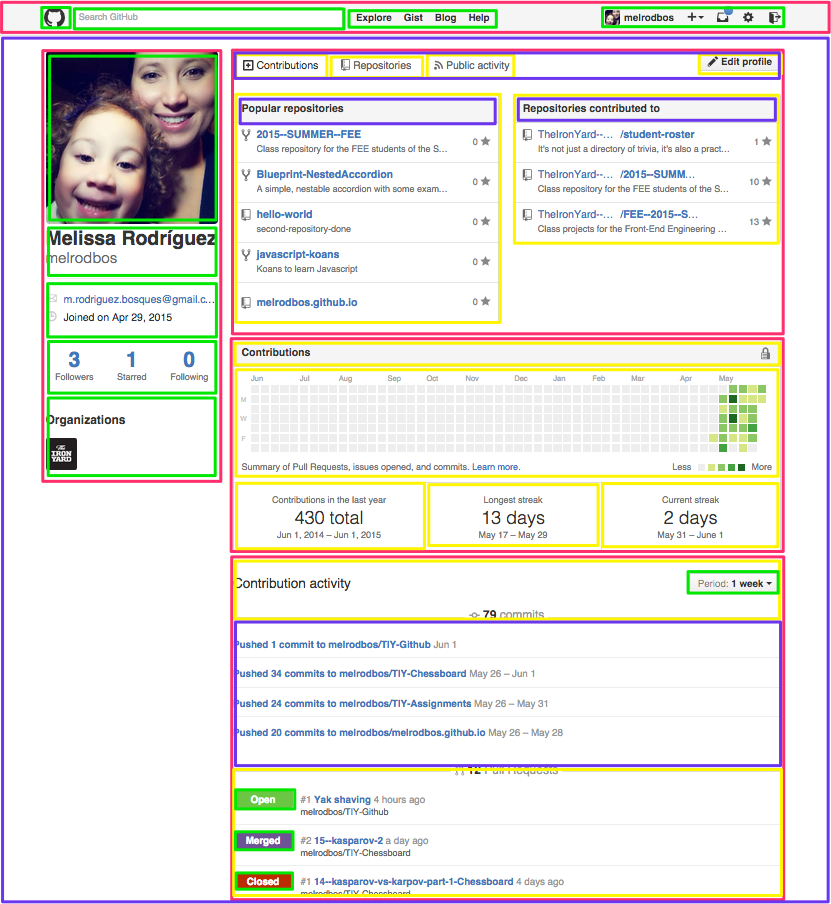 Search GitHub
Explore Gist Blog Help
melrodbos
Contributions
Repositories
Public activity
Edit profile
Melissa Rodríguez
melrodbos
m.rodriguez.bosques@gmail.c...
Joined on Apr 29, 2015
3 1 0
Followers Starred Following
Organizations
The
IRON
YARD
Popular repositories
2015--SUMMER--FEE
Class repository for the FEE students of the S...
0
Blueprint-NestedAccordion
A simple, nestable accordion with some exam...
0
hello-world
second-repository-done
0
javascript-koans
Koans to learn Javascript
0
melrodbos.github.io
0
Repositories contributed to
TheIronYard--... /student-roster
It's not just a directory of trivia, it's also a pract...
1
TheIronYard--... /2015--SUMM...
Class repository for the FEE students of the S...
10
TheIronYard--... /FEE--2015--S...
Class projects for the Front-End Engineering ...
13
Contributions
Jun Jul Aug Sep Oct Nov Dec Jan Feb Mar Apr May
M
W
F
Summary of Pull Requests, issues opened, and commits. Learn more.
Less More
Contributions in the last year
430 total
Jun 1, 2014 – Jun 1, 2015
Longest streak
13 days
May 17 – May 29
Current streak
2 days
May 31 – June 1
Contribution activity
Period: 1 week
79 commits
Pushed 1 commit to melrodbos/TIY-Github Jun 1
Pushed 34 commits to melrodbos/TIY-Chessboard May 26 – Jun 1
Pushed 24 commits to melrodbos/TIY-Assignments May 26 – May 31
Pushed 20 commits to melrodbos/melrodbos.github.io May 26 – May 28
12 Pull Requests
Open
#1 Yak shaving 4 hours ago
melrodbos/TIY-Github
Merged
#2 15--kasparov-2 a day ago
melrodbos/TIY-Chessboard
Closed
#1 14--kasparov-vs-karpov-part-1-Chessboard 4 days ago
melrodbos/TIY-Chessboard